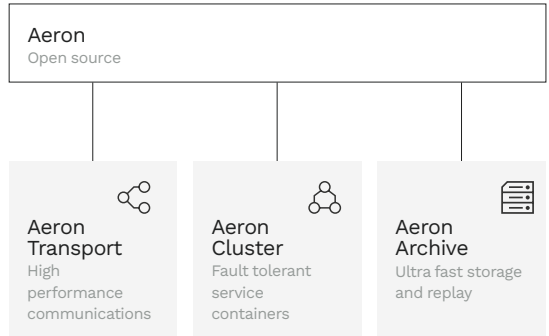 Aeron
Open source
Aeron
Transport
High
performance
communications
Aeron
Cluster
Fault tolerant
service
containers
Aeron
Archive
Ultra fast storage
and replay